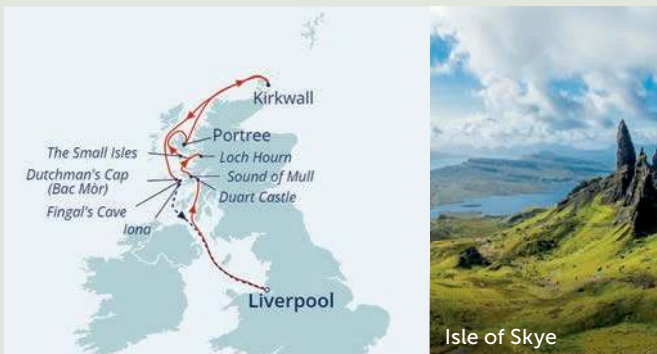 Kirkwall
Portree
The Small Isles
Loch Hourn
Dutchman's Cap
(Bac Mòr)
Sound of Mull
Duart Castle
Fingal's Cave
Iona
Liverpool
Isle of Skye